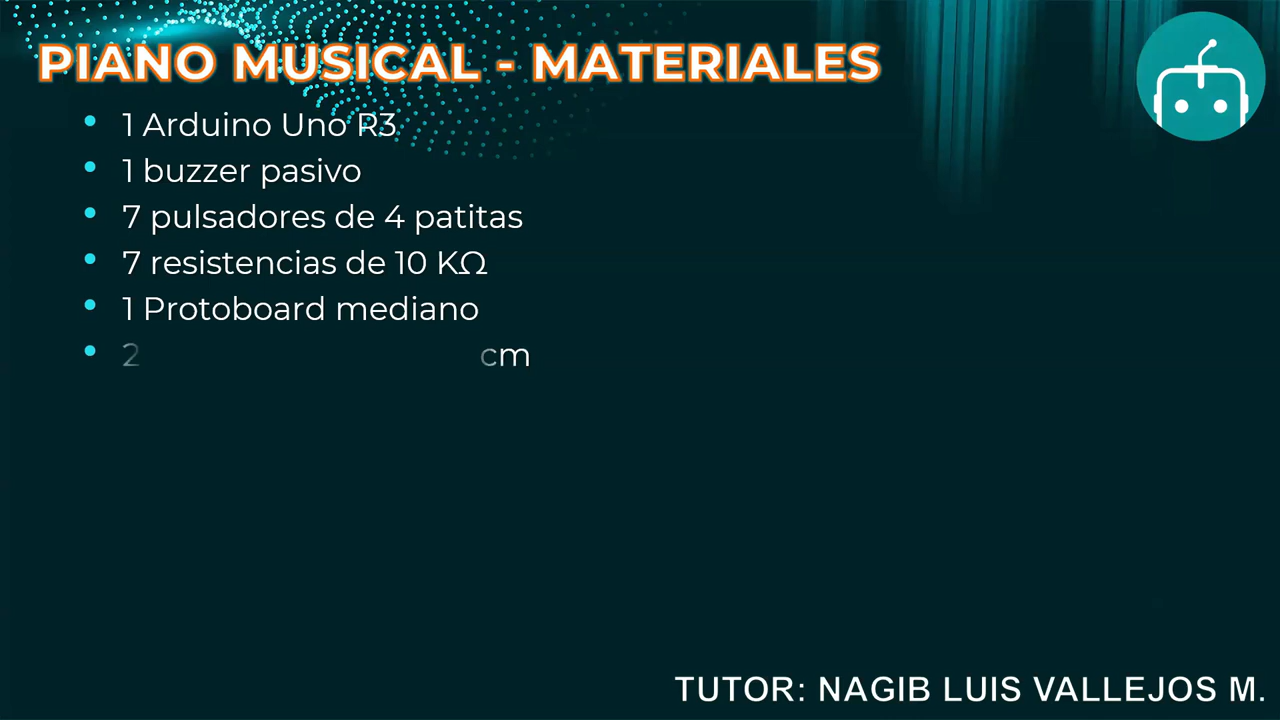 PIANO MUSICAL - MATERIALES
• 1 Arduino Uno R3
• 1 buzzer pasivo
• 7 pulsadores de 4 patitas
• 7 resistencias de 10 KΩ
• 1 Protoboard mediano
• 2 cm
TUTOR: NAGIB LUIS VALLEJOS M.